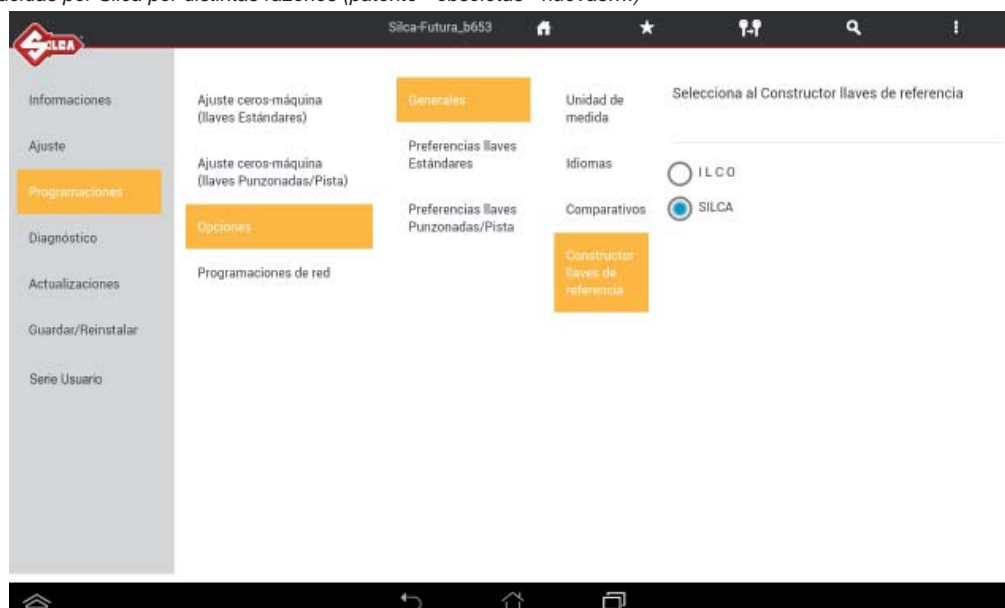 Silca-Futura_b653
SILCA
Informaciones
Ajuste
Programaciones
Diagnóstico
Actualizaciones
Guardar/Reinstalar
Serie Usuario
Ajuste ceros-máquina
(llaves Estándares)
Ajuste ceros-máquina
(llaves Punzonadas/Pista)
Opciones
Programaciones de red
Generales
Preferencias llaves
Estándares
Preferencias llaves
Punzonadas/Pista
Unidad de
medida
Idiomas
Comparativos
Constructor
llaves de
referencia
Selecciona al Constructor llaves de referencia
ILCO
SILCA